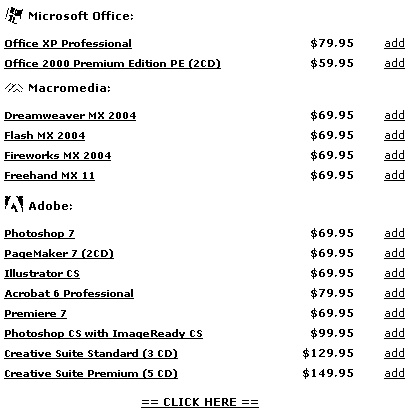 Microsoft Office:
Office XP Professional $79.95 add
Office 2000 Premium Edition PE (2CD) $59.95 add
Macromedia:
Dreamweaver MX 2004 $69.95 add
Flash MX 2004 $69.95 add
Fireworks MX 2004 $69.95 add
Freehand MX 11 $69.95 add
Adobe:
Photoshop 7 $69.95 add
PageMaker 7 (2CD) $69.95 add
Illustrator CS $69.95 add
Acrobat 6 Professional $79.95 add
Premiere 7 $69.95 add
Photoshop CS with ImageReady CS $99.95 add
Creative Suite Standard (3 CD) $129.95 add
Creative Suite Premium (5 CD) $149.95 add
== CLICK HERE ==